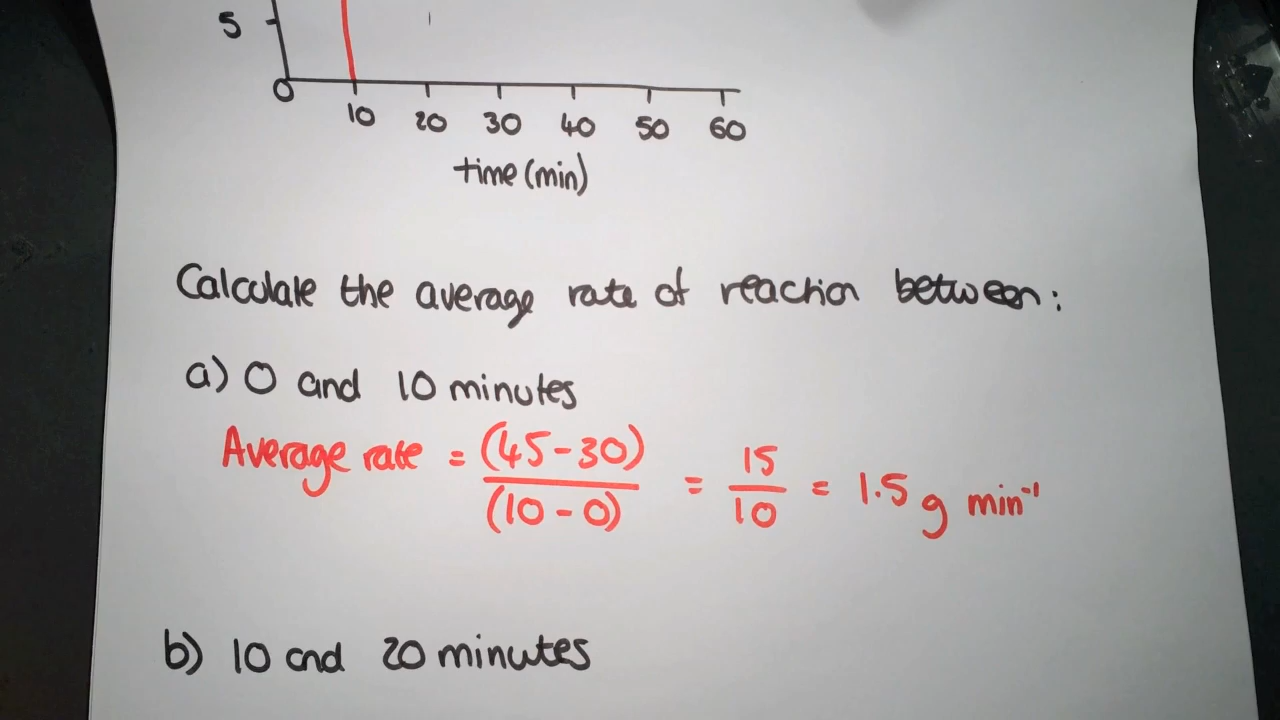 5
0
10 20 30 40 50 60
time (min)
Calculate the average rate of reaction between:
a) 0 and 10 minutes
Average rate = (45-30)/(10-0) = 15/10 = 1.5 g min⁻¹
b) 10 and 20 minutes